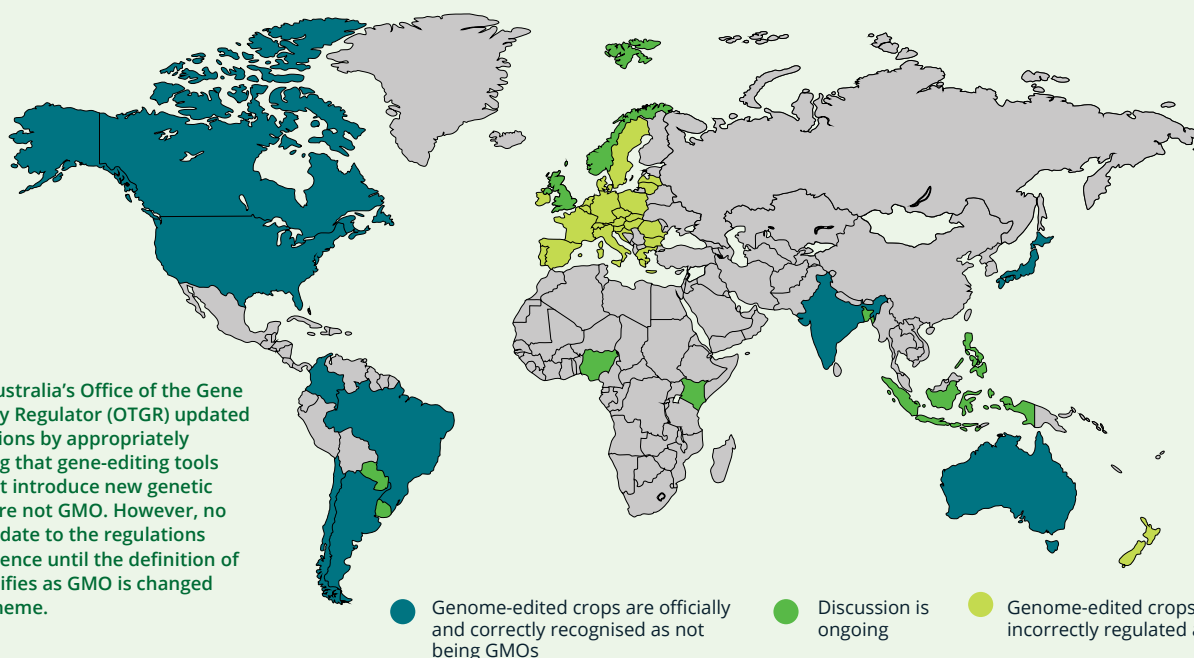 ustralia's Office of the Gene
y Regulator (OTGR) updated
ions by appropriately
g that gene-editing tools
t introduce new genetic
re not GMO. However, no
date to the regulations
ence until the definition of
ifies as GMO is changed
heme.
Genome-edited crops are officially
and correctly recognised as not
being GMOs
Discussion is
ongoing
Genome-edited crops
incorrectly regulated a